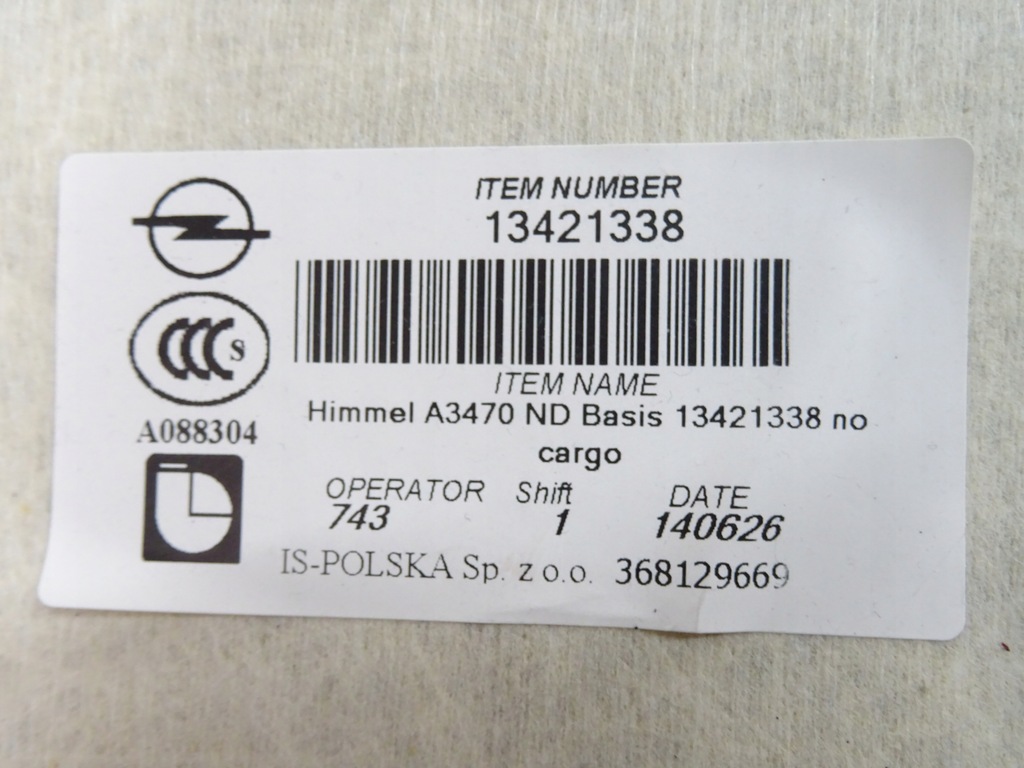 ITEM NUMBER
13421338
S
A088304
ITEM NAME
Himmel A3470 ND Basis 13421338 no
cargo
OPERATOR Shift DATE
743 1 140626
IS-POLSKA Sp. z o.o. 368129669